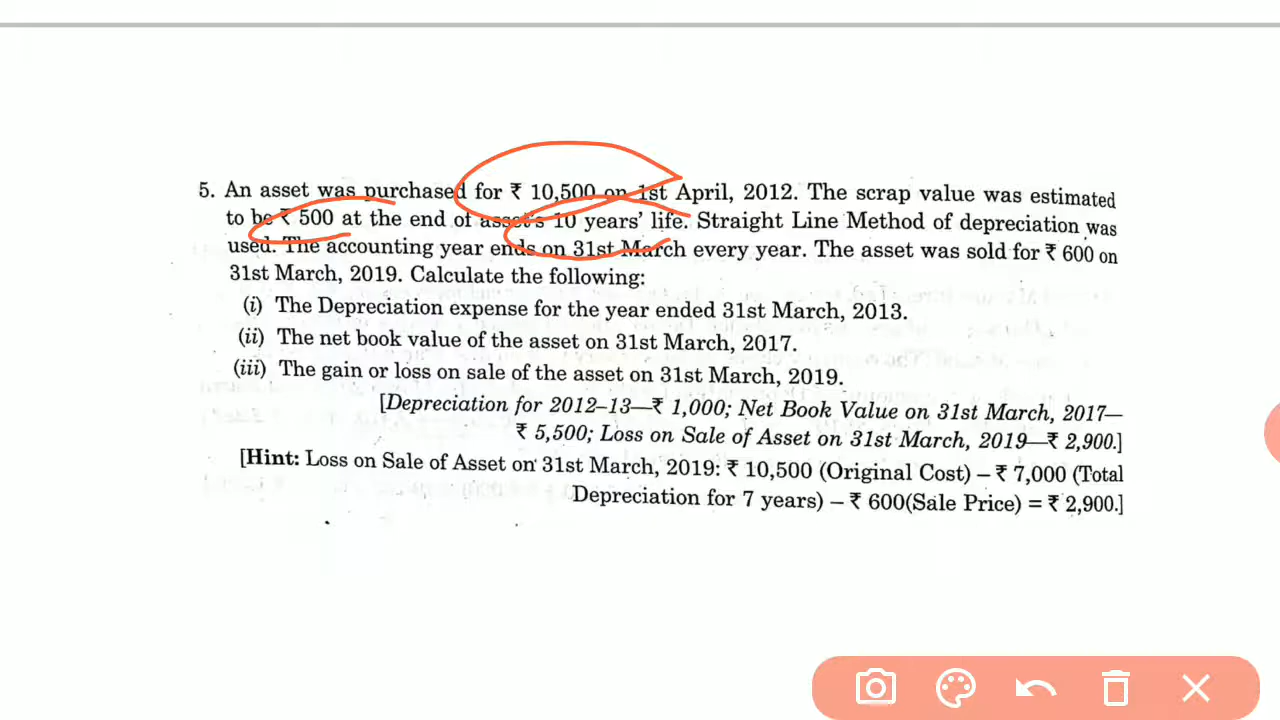 5. An asset was purchased for ₹ 10,500 on 1st April, 2012. The scrap value was estimated
to be ₹ 500 at the end of asset's 10 years' life. Straight Line Method of depreciation was
used. The accounting year ends on 31st March every year. The asset was sold for ₹ 600 on
31st March, 2019. Calculate the following:
(i) The Depreciation expense for the year ended 31st March, 2013.
(ii) The net book value of the asset on 31st March, 2017.
(iii) The gain or loss on sale of the asset on 31st March, 2019.
[Depreciation for 2012–13—₹ 1,000; Net Book Value on 31st March, 2017—
₹ 5,500; Loss on Sale of Asset on 31st March, 2019—₹ 2,900.]
[Hint: Loss on Sale of Asset on 31st March, 2019: ₹ 10,500 (Original Cost) – ₹ 7,000 (Total
Depreciation for 7 years) – ₹ 600(Sale Price) = ₹ 2,900.]